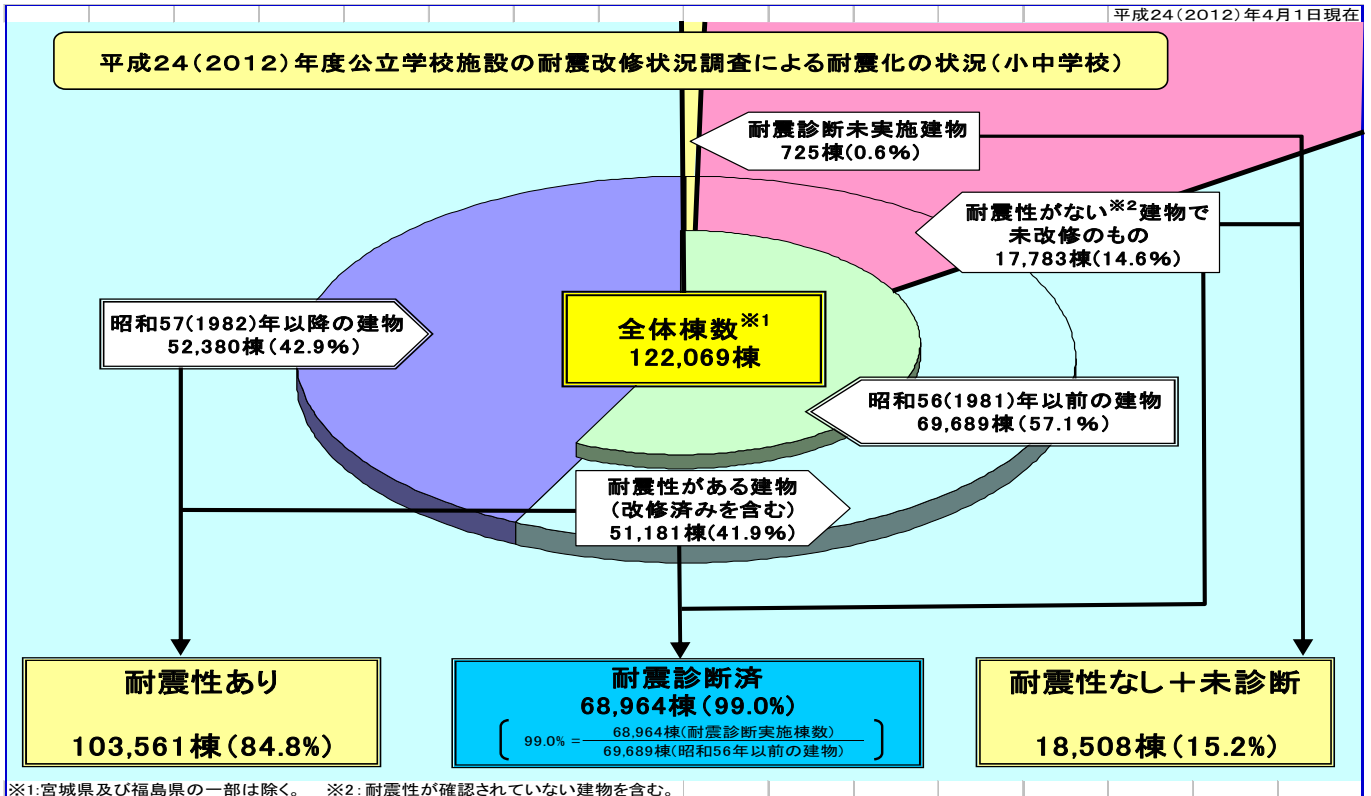 平成24(2012)年4月1日現在
平成24(2012)年度公立学校施設の耐震改修状況調査による耐震化の状況(小中学校)
耐震診断未実施建物
725棟(0.6%)
耐震性がない※2建物で
未改修のもの
17,783棟(14.6%)
昭和57(1982)年以降の建物
52,380棟(42.9%)
全体棟数※1
122,069棟
昭和56(1981)年以前の建物
69,689棟(57.1%)
耐震性がある建物
(改修済みを含む)
51,181棟(41.9%)
耐震性あり
103,561棟(84.8%)
耐震診断済
68,964棟(99.0%)
99.0% =
68,964棟(耐震診断実施棟数)
69,689棟(昭和56年以前の建物)
耐震性なし+未診断
18,508棟(15.2%)
※1:宮城県及び福島県の一部は除く。 ※2:耐震性が確認されていない建物を含む。